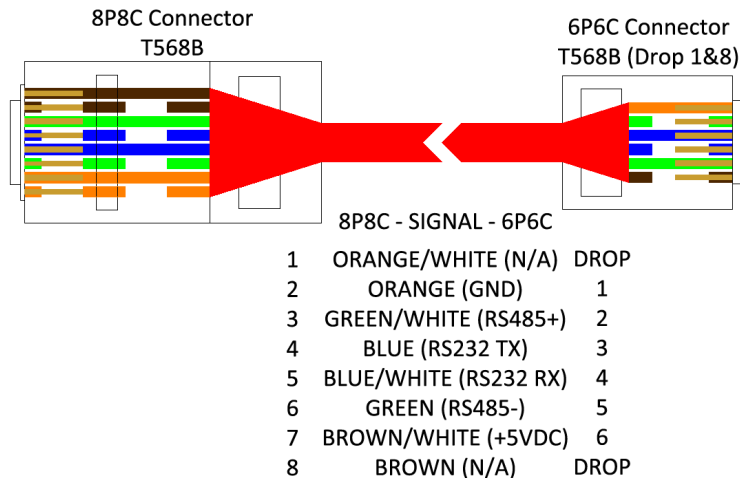 8P8C Connector
T568B
6P6C Connector
T568B (Drop 1&8)
8P8C - SIGNAL - 6P6C
1 ORANGE/WHITE (N/A) DROP
2 ORANGE (GND) 1
3 GREEN/WHITE (RS485+) 2
4 BLUE (RS232 TX) 3
5 BLUE/WHITE (RS232 RX) 4
6 GREEN (RS485-) 5
7 BROWN/WHITE (+5VDC) 6
8 BROWN (N/A) DROP